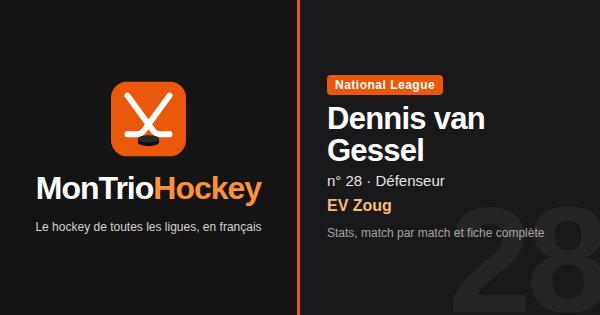 MonTrioHockey
Le hockey de toutes les ligues, en français
National League
Dennis van
Gessel
n° 28 · Défenseur
EV Zoug
Stats, match par match et fiche complète
28